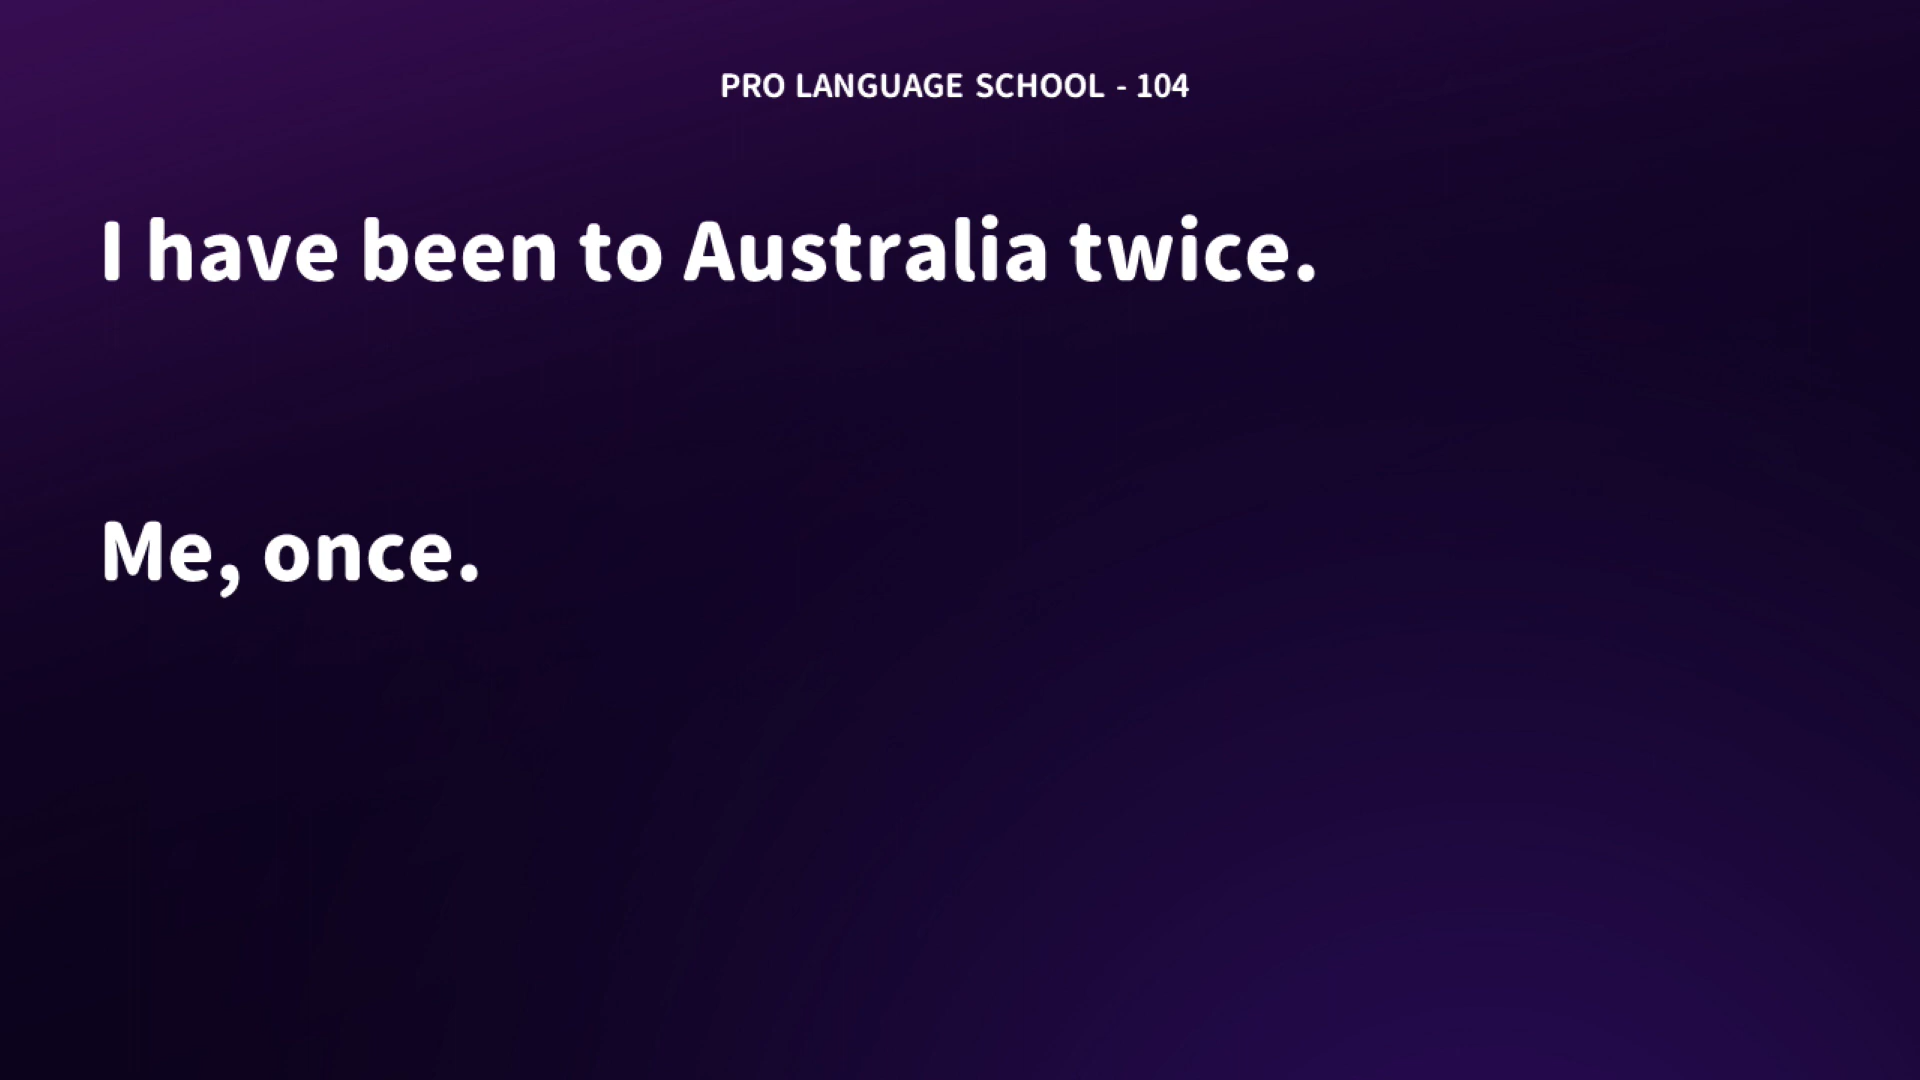 PRO LANGUAGE SCHOOL - 104
I have been to Australia twice.
Me, once.